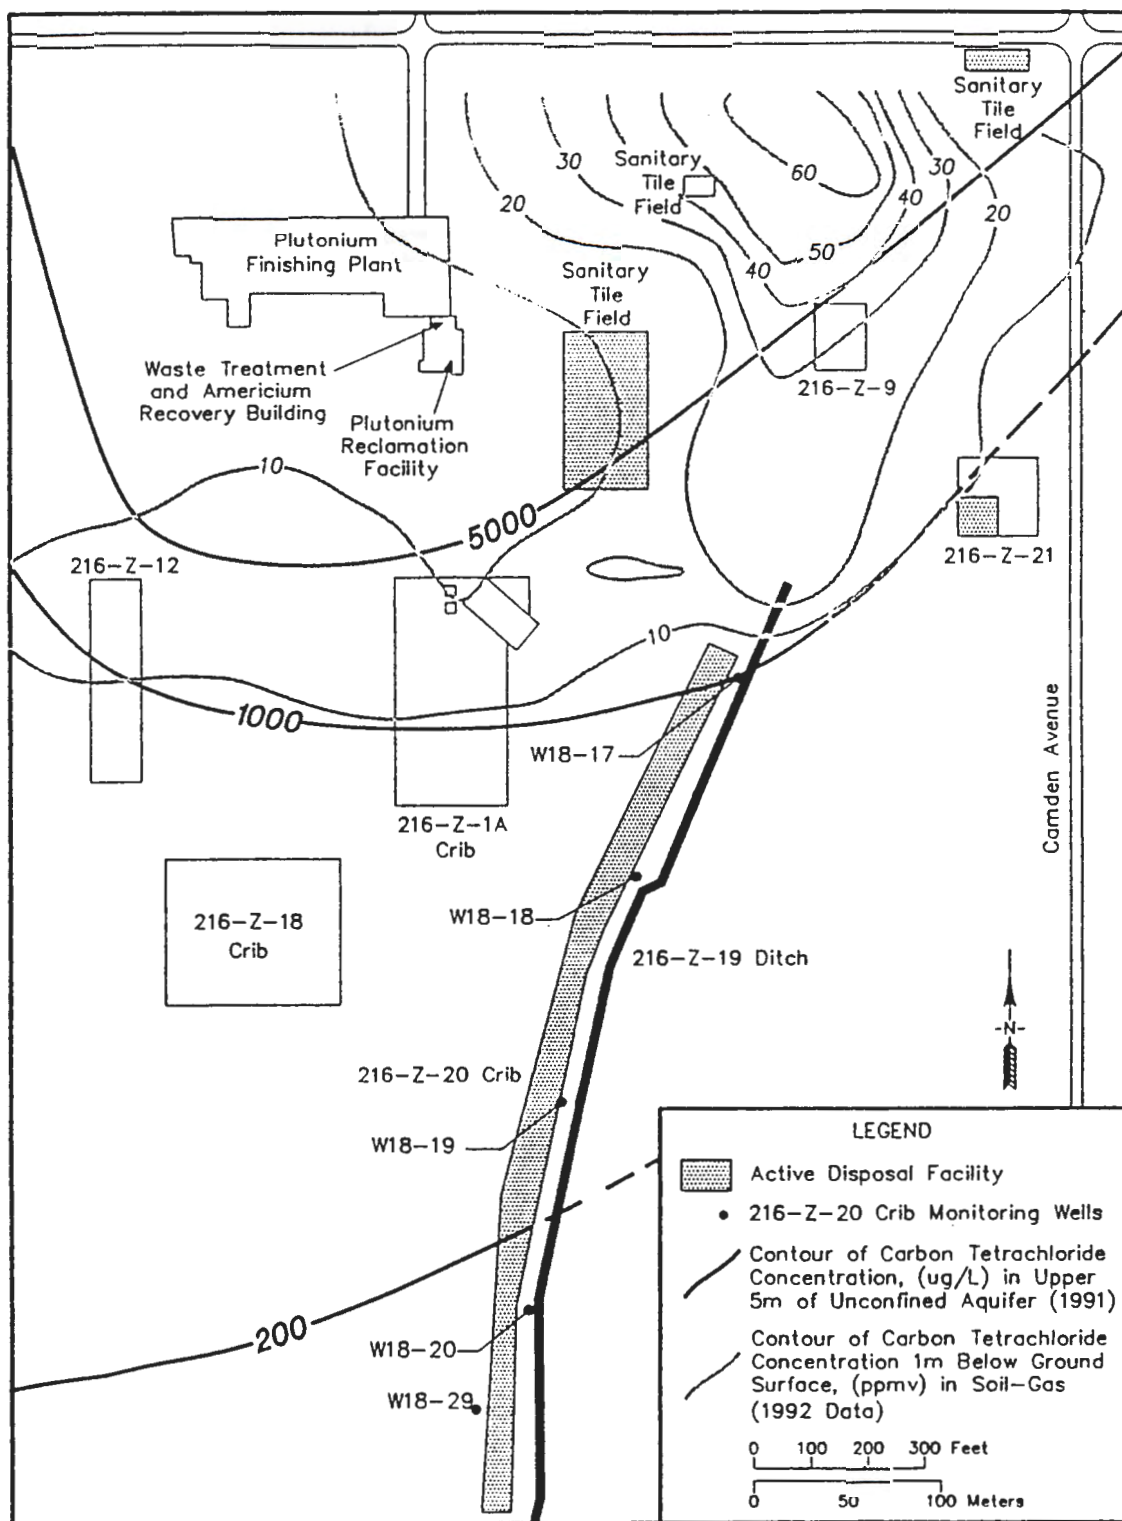 Sanitary
Tile
Field
30
20
Sanitary
Tile
Field
60
30
40
20
50
40
Plutonium
Finishing Plant
Sanitary
Tile
Field
Waste Treatment
and Americium
Recovery Building
Plutonium
Reclamation
Facility
216-Z-9
10
5000
216-Z-12
216-Z-21
10
1000
W18-17
Camden Avenue
216-Z-1A
Crib
216-Z-18
Crib
W18-18
216-Z-19 Ditch
-N-
216-Z-20 Crib
W18-19
200
W18-20
W18-29
LEGEND
Active Disposal Facility
216-Z-20 Crib Monitoring Wells
Contour of Carbon Tetrachloride
Concentration, (ug/L) in Upper
5m of Unconfined Aquifer (1991)
Contour of Carbon Tetrachloride
Concentration 1m Below Ground
Surface, (ppmv) in Soil-Gas
(1992 Data)
0 100 200 300 Feet
0 50 100 Meters